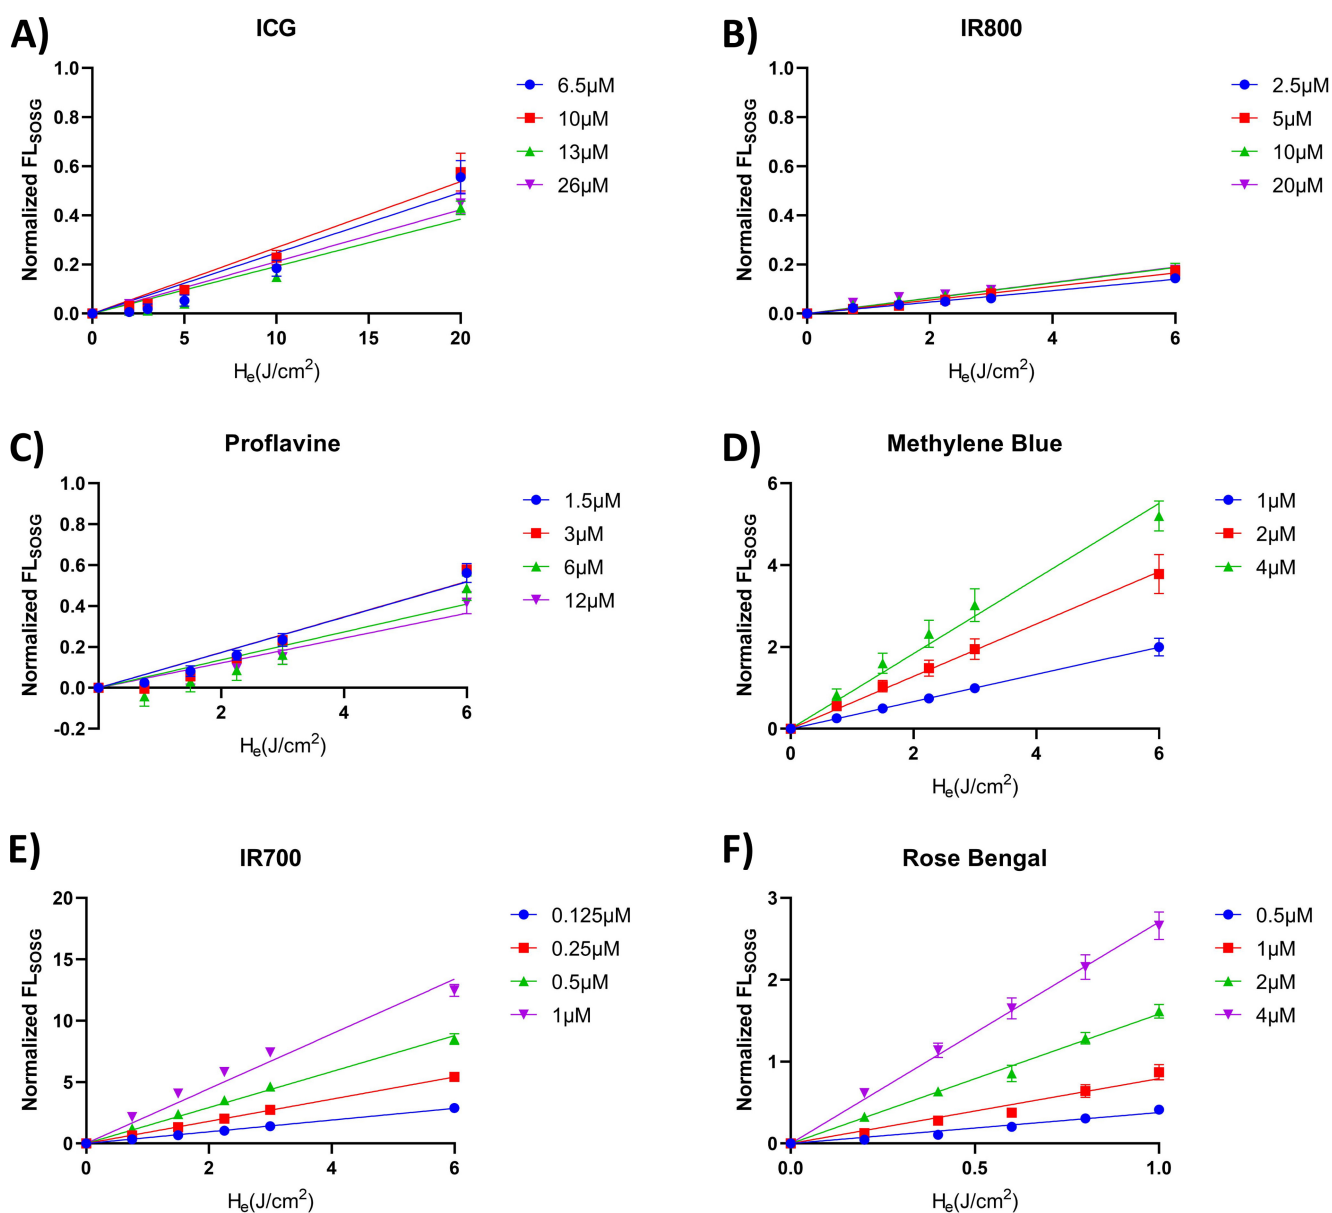 A)
ICG
Normalized FLSOSG
1.0
0.8
0.6
0.4
0.2
0.0
0 5 10 15 20
He(J/cm2)
6.5µM
10µM
13µM
26µM
B)
IR800
Normalized FLSOSG
1.0
0.8
0.6
0.4
0.2
0.0
0 2 4 6
He(J/cm2)
2.5µM
5µM
10µM
20µM
C)
Proflavine
Normalized FLSOSG
1.0
0.8
0.6
0.4
0.2
0.0
-0.2
2 4 6
He(J/cm2)
1.5µM
3µM
6µM
12µM
D)
Methylene Blue
Normalized FLSOSG
6
4
2
0
0 2 4 6
He(J/cm2)
1µM
2µM
4µM
E)
IR700
Normalized FLSOSG
20
15
10
5
0
0 2 4 6
He(J/cm2)
0.125µM
0.25µM
0.5µM
1µM
F)
Rose Bengal
Normalized FLSOSG
3
2
1
0
0.0 0.5 1.0
He(J/cm2)
0.5µM
1µM
2µM
4µM